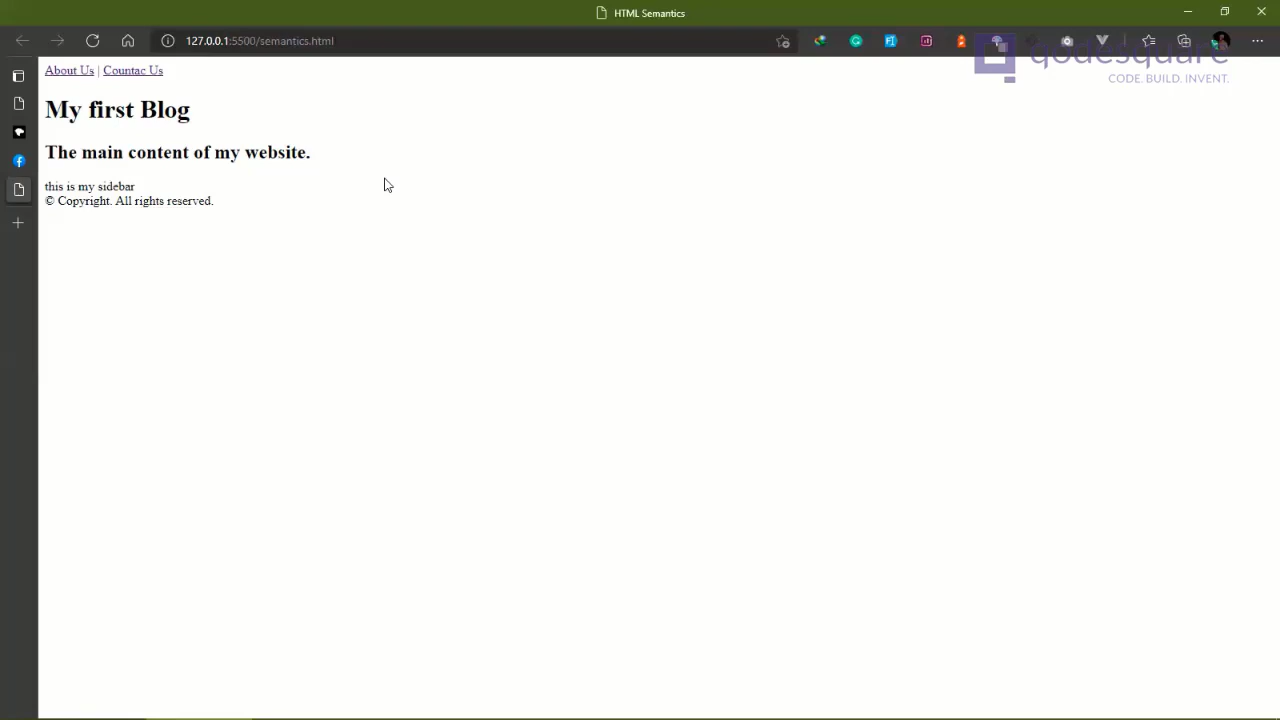 HTML Semantics
127.0.0.1:5500/semantics.html
qodesquare
CODE. BUILD. INVENT.
About Us | Countac Us
My first Blog
The main content of my website.
this is my sidebar
© Copyright. All rights reserved.